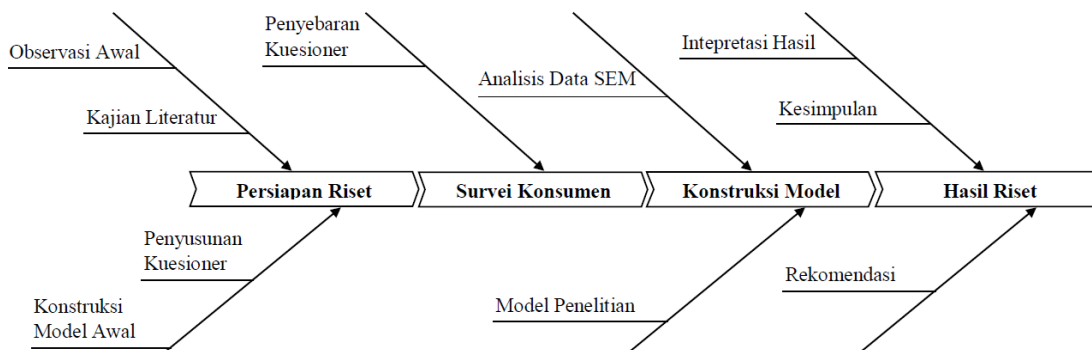 Penyebaran
Kuesioner
Observasi Awal
Intepretasi Hasil
Analisis Data SEM
Kajian Literatur
Kesimpulan
Persiapan Riset
Survei Konsumen
Konstruksi Model
Hasil Riset
Penyusunan
Kuesioner
Rekomendasi
Konstruksi
Model Awal
Model Penelitian